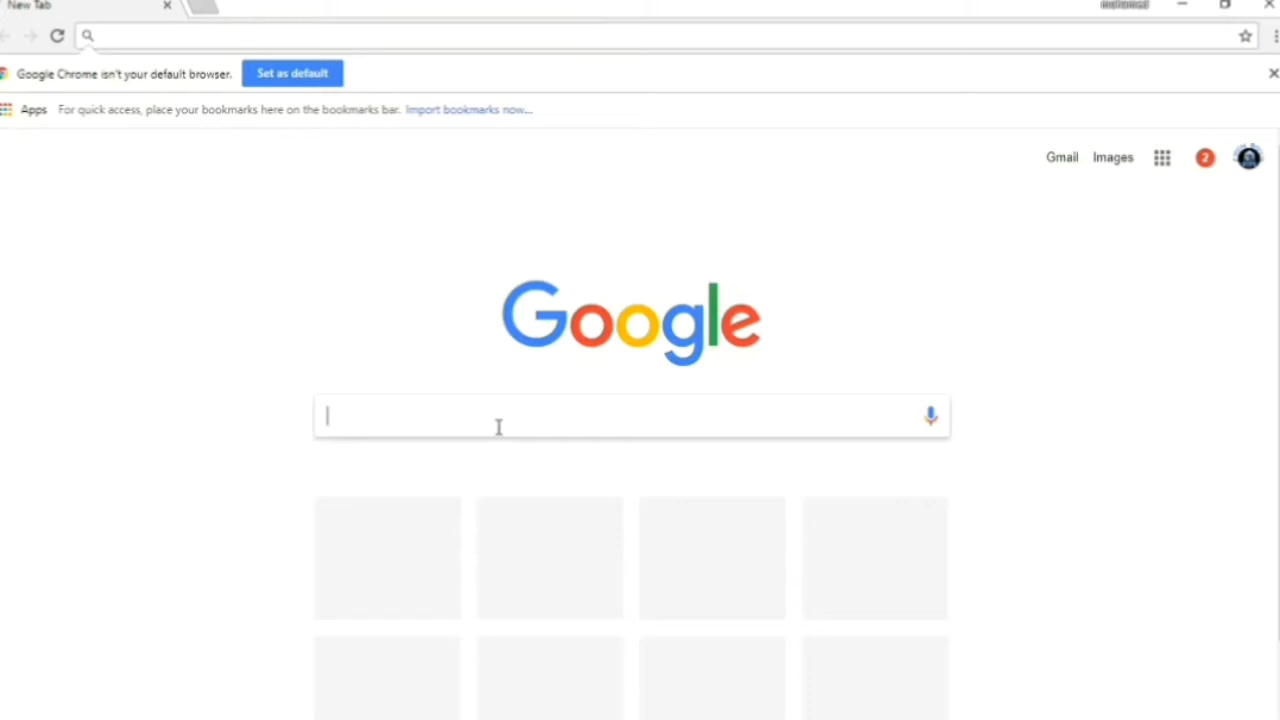 New Tab
Google Chrome isn't your default browser. Set as default
Apps For quick access, place your bookmarks here on the bookmarks bar. Import bookmarks now...
Gmail Images 2
Google